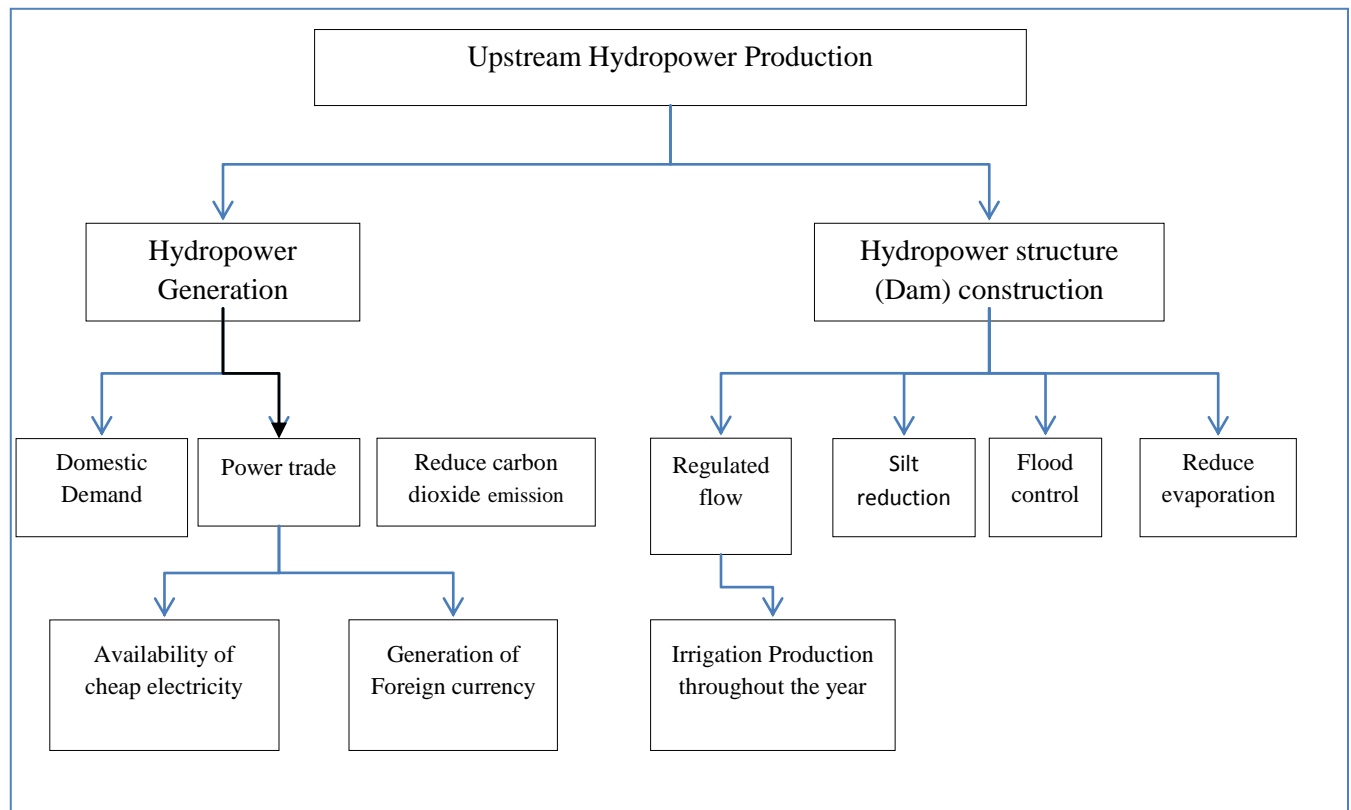 Upstream Hydropower Production
Hydropower
Generation
Hydropower structure
(Dam) construction
Domestic
Demand
Power trade
Reduce carbon
dioxide emission
Regulated
flow
Silt
reduction
Flood
control
Reduce
evaporation
Availability of
cheap electricity
Generation of
Foreign currency
Irrigation Production
throughout the year